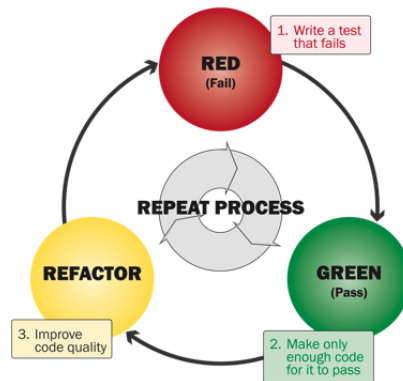 1. Write a test
that fails
RED
(Fail)
REPEAT PROCESS
REFACTOR
GREEN
(Pass)
3. Improve
code quality
2. Make only
enough code
for it to pass